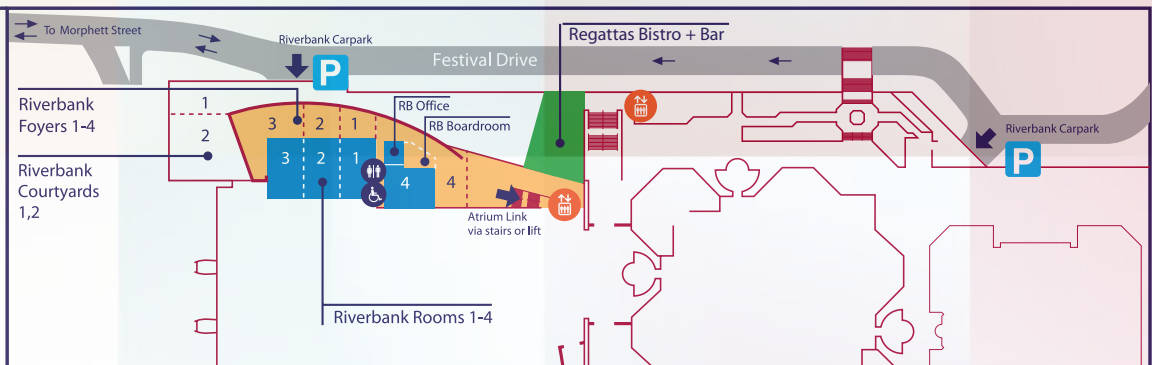 To Morphett Street
Riverbank Carpark
P
Festival Drive
Regattas Bistro + Bar
Riverbank
Foyers 1-4
1
2
3
2
1
RB Office
RB Boardroom
3
2
1
4
4
Riverbank
Courtyards
1,2
Atrium Link
via stairs or lift
Riverbank Rooms 1-4
Riverbank Carpark
P